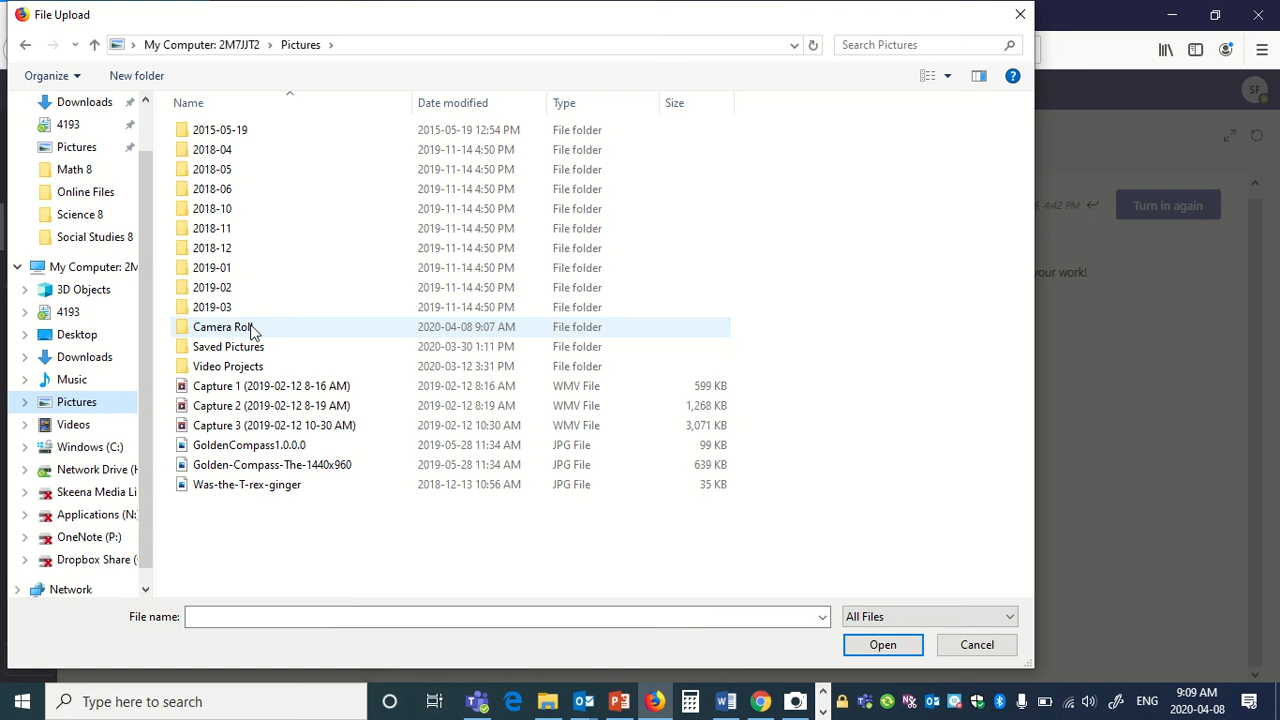 File Upload
My Computer: 2M7JJT2 > Pictures >
Search Pictures
Organize
New folder
Name
Date modified
Type
Size
Downloads
4193
Pictures
Math 8
Online Files
Science 8
Social Studies 8
My Computer: 2M
3D Objects
4193
Desktop
Downloads
Music
Pictures
Videos
Windows (C:)
Network Drive (H
Skeena Media Li
Applications (N:
OneNote (P:)
Dropbox Share (
Network
2015-05-19 2015-05-19 12:54 PM File folder
2018-04 2019-11-14 4:50 PM File folder
2018-05 2019-11-14 4:50 PM File folder
2018-06 2019-11-14 4:50 PM File folder
2018-10 2019-11-14 4:50 PM File folder
2018-11 2019-11-14 4:50 PM File folder
2018-12 2019-11-14 4:50 PM File folder
2019-01 2019-11-14 4:50 PM File folder
2019-02 2019-11-14 4:50 PM File folder
2019-03 2019-11-14 4:50 PM File folder
Camera Roll 2020-04-08 9:07 AM File folder
Saved Pictures 2020-03-30 1:11 PM File folder
Video Projects 2020-03-12 3:31 PM File folder
Capture 1 (2019-02-12 8-16 AM) 2019-02-12 8:16 AM WMV File 599 KB
Capture 2 (2019-02-12 8-19 AM) 2019-02-12 8:19 AM WMV File 1,268 KB
Capture 3 (2019-02-12 10-30 AM) 2019-02-12 10:30 AM WMV File 3,071 KB
GoldenCompass1.0.0.0 2019-05-28 11:34 AM JPG File 99 KB
Golden-Compass-The-1440x960 2019-05-28 11:34 AM JPG File 639 KB
Was-the-T-rex-ginger 2018-12-13 10:56 AM JPG File 35 KB
File name:
All Files
Open
Cancel
SF
4:42 PM
Turn in again
your work!
Type here to search
ENG
9:09 AM
2020-04-08